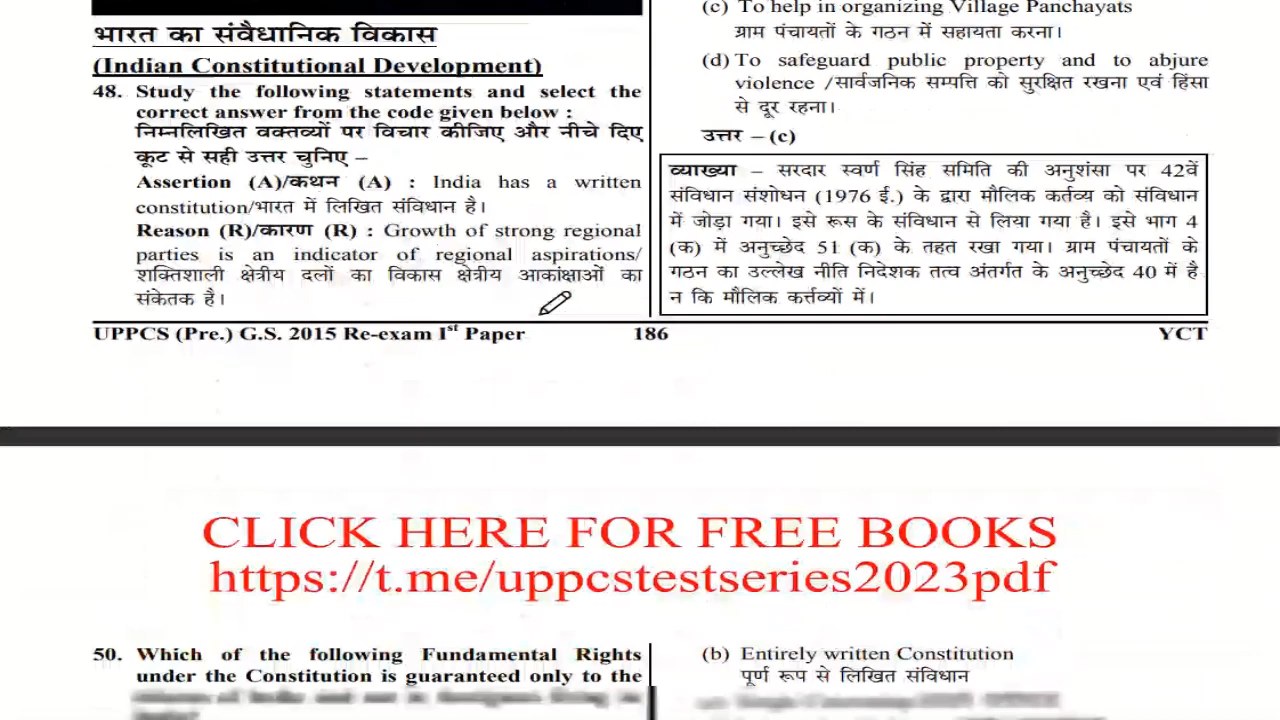 भारत का संवैधानिक विकास
(Indian Constitutional Development)
48. Study the following statements and select the
correct answer from the code given below :
निम्नलिखित वक्तव्यों पर विचार कीजिए और नीचे दिए
कूट से सही उत्तर चुनिए –
Assertion (A)/कथन (A) : India has a written
constitution/भारत में लिखित संविधान है।
Reason (R)/कारण (R) : Growth of strong regional
parties is an indicator of regional aspirations/
शक्तिशाली क्षेत्रीय दलों का विकास क्षेत्रीय आकांक्षाओं का
संकेतक है।
(c) To help in organizing Village Panchayats
ग्राम पंचायतों के गठन में सहायता करना।
(d) To safeguard public property and to abjure
violence /सार्वजनिक सम्पत्ति को सुरक्षित रखना एवं हिंसा
से दूर रहना।
उत्तर – (c)
व्याख्या – सरदार स्वर्ण सिंह समिति की अनुशंसा पर 42वें
संविधान संशोधन (1976 ई.) के द्वारा मौलिक कर्तव्य को संविधान
में जोड़ा गया। इसे रूस के संविधान से लिया गया है। इसे भाग 4
(क) में अनुच्छेद 51 (क) के तहत रखा गया। ग्राम पंचायतों के
गठन का उल्लेख नीति निदेशक तत्व अंतर्गत के अनुच्छेद 40 में है
न कि मौलिक कर्त्तव्यों में।
UPPCS (Pre.) G.S. 2015 Re-exam Ist Paper 186 YCT
CLICK HERE FOR FREE BOOKS
https://t.me/uppcstestseries2023pdf
50. Which of the following Fundamental Rights
under the Constitution is guaranteed only to the
(b) Entirely written Constitution
पूर्ण रूप से लिखित संविधान